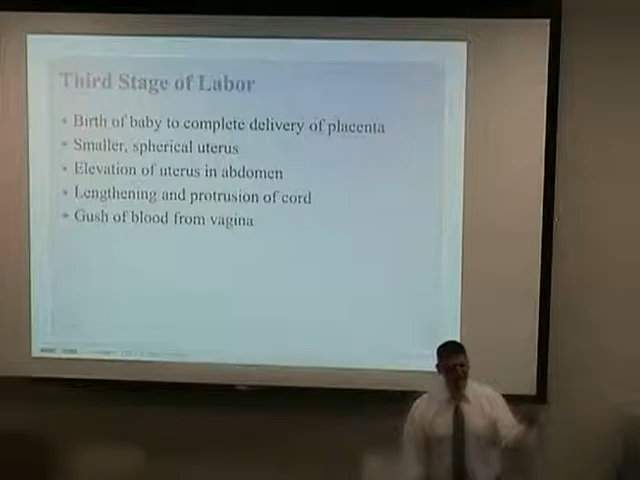 Third Stage of Labor
• Birth of baby to complete delivery of placenta
• Smaller, spherical uterus
• Elevation of uterus in abdomen
• Lengthening and protrusion of cord
• Gush of blood from vagina